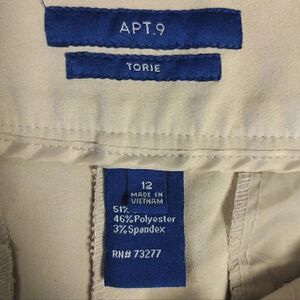 APT.9
TORIE
12
MADE IN
VIETNAM
51%
46%Polyester
3%Spandex
RN# 73277